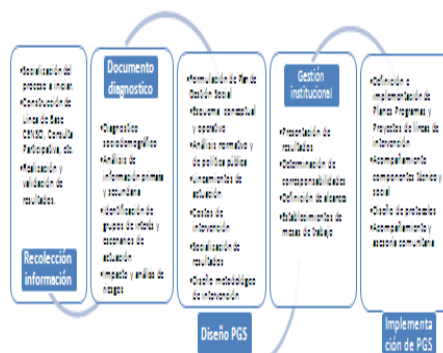 •Socialización del
proceso a iniciar.
•Construcción de
Línea de Base
CENSO, Consulta
Participativa, etc.
•Realización y
validación de
resultados.
Recolección
información
Documento
diagnostico
•Diagnostico
sociodemográfico
•Análisis de
información primaria
y secundaria
•Identificación de
grupos de interés y
escenarios de
actuación
•Impacto y análisis de
riesgos
•Formulación de Plan de
Gestión Social
•Esquema conceptual
y operativo
•Análisis normativo y
de política pública
•Lineamientos de
actuación
•Costos de
intervención
•Socialización de
resultados
•Diseño metodológico
de intervención
Diseño PGS
Gestión
institucional
•Presentación de
resultados
•Determinación de
corresponsabilidades
•Definición de alcances
•Establecimientos de
mesas de trabajo
•Definición e
implementación de
Planes Programas y
Proyectos de líneas de
intervención
•Acompañamiento
componentes técnico y
social
•Diseño de protocolos
•Acompañamiento y
asesoría comunitaria
Implementa
ción de PGS